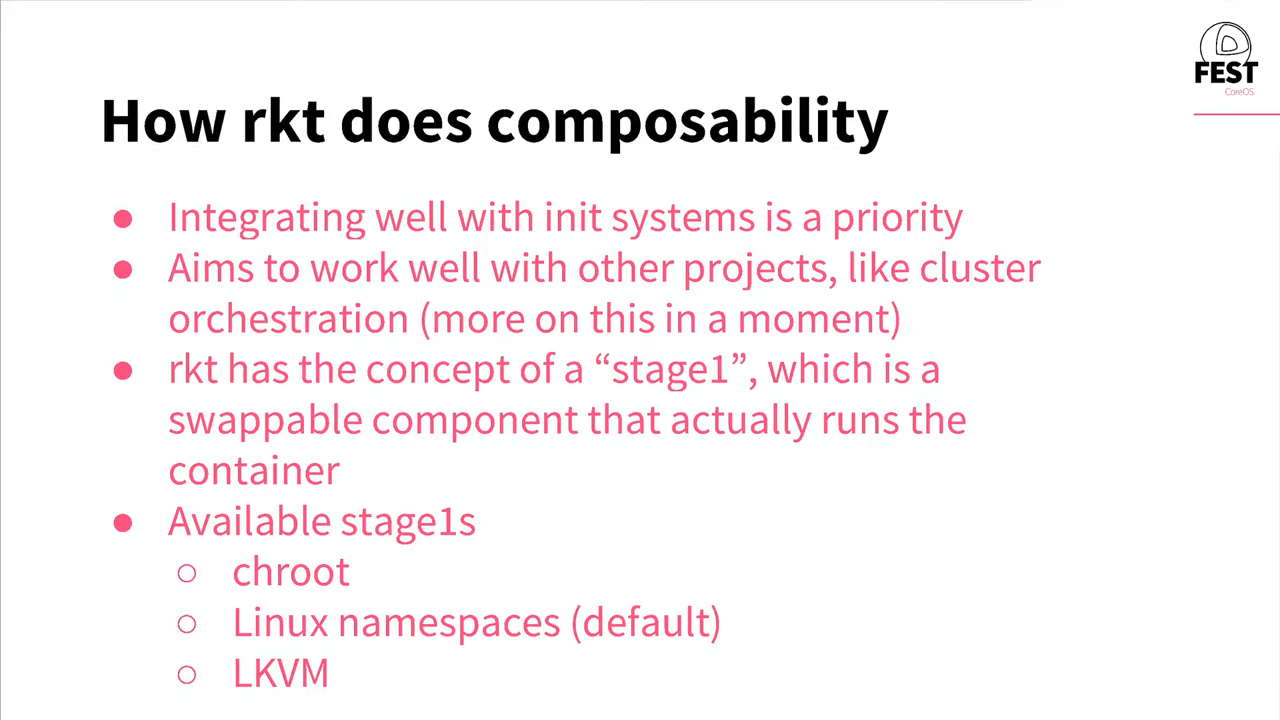 FEST
CoreOS
How rkt does composability
● Integrating well with init systems is a priority
● Aims to work well with other projects, like cluster
orchestration (more on this in a moment)
● rkt has the concept of a “stage1”, which is a
swappable component that actually runs the
container
● Available stage1s
○ chroot
○ Linux namespaces (default)
○ LKVM